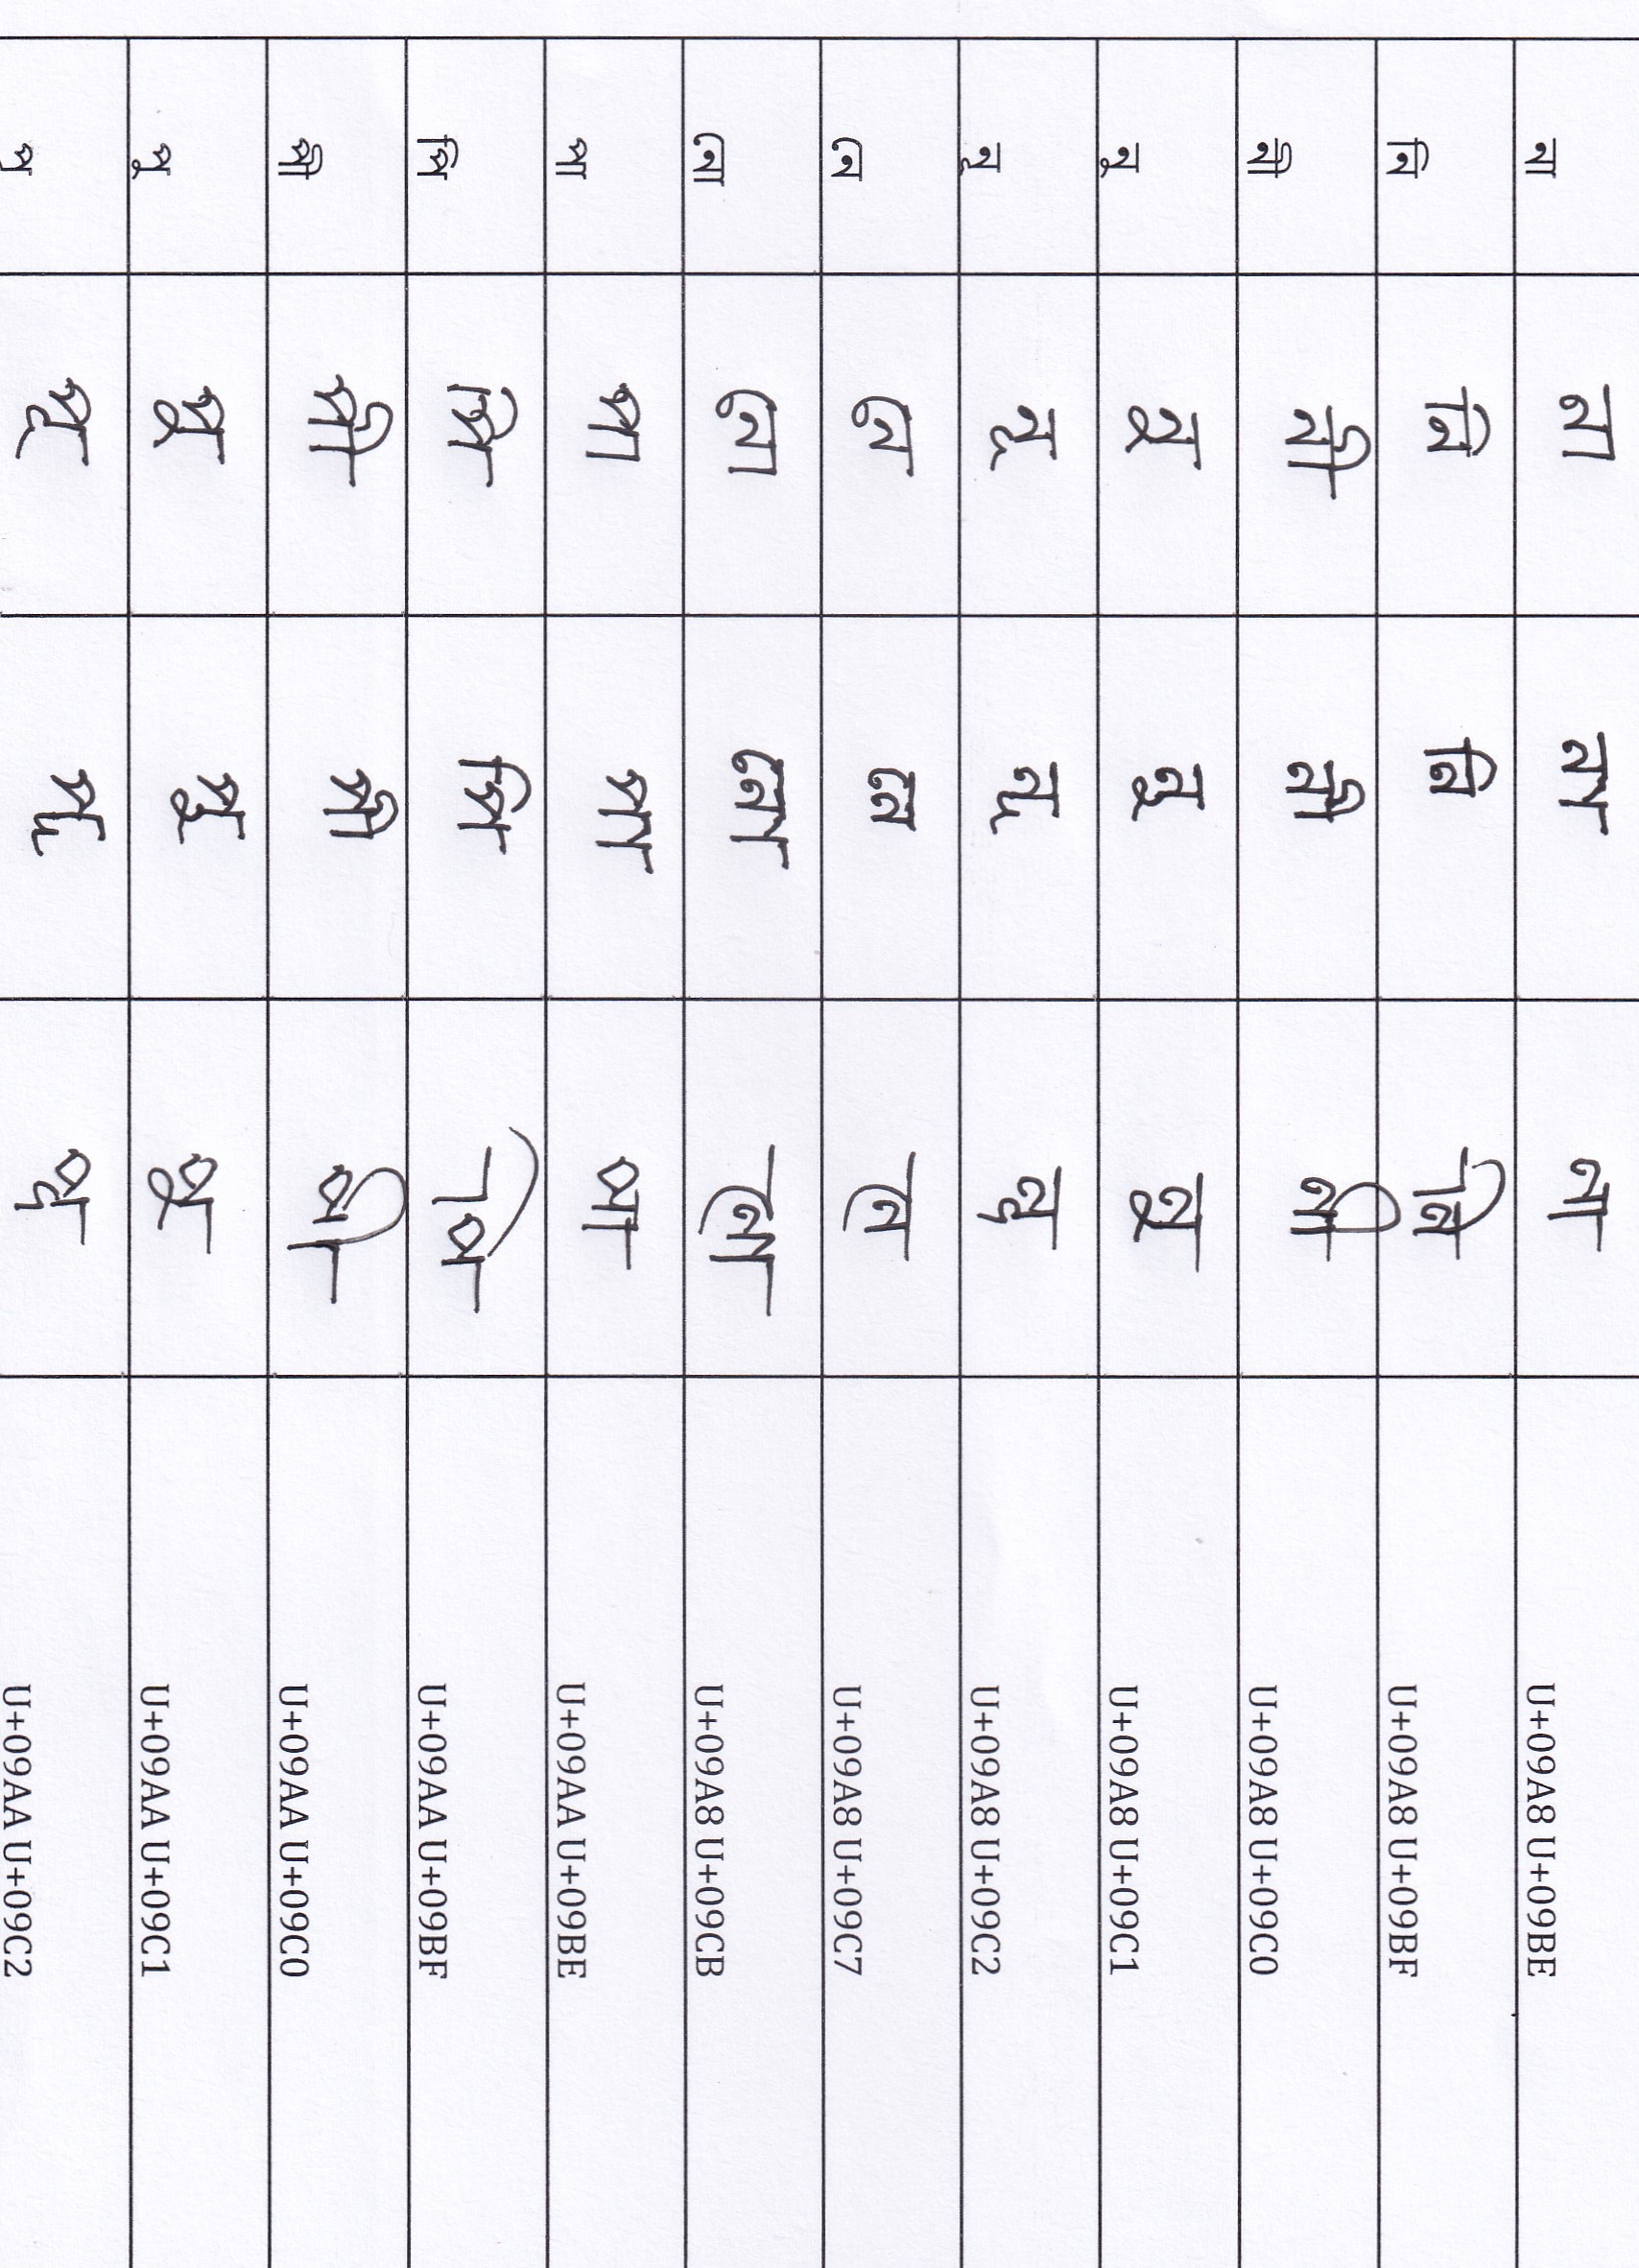 না না না না U+09A8 U+09BE
নি নি নি নি U+09A8 U+09BF
নী নী নী নী U+09A8 U+09C0
নু নু নু নু U+09A8 U+09C1
নূ নূ নূ নূ U+09A8 U+09C2
নে নে নে নে U+09A8 U+09C7
নো নো নো নো U+09A8 U+09CB
পা পা পা পা U+09AA U+09BE
পি পি পি পি U+09AA U+09BF
পী পী পী পী U+09AA U+09C0
পু পু পু পু U+09AA U+09C1
পূ পূ পূ পূ U+09AA U+09C2